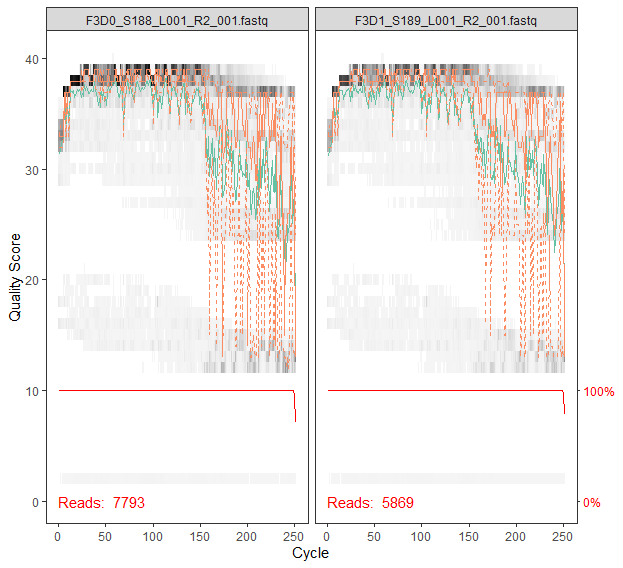 F3D0_S188_L001_R2_001.fastq
F3D1_S189_L001_R2_001.fastq
Quality Score
40
30
20
10
0
100%
0%
Reads: 7793
Reads: 5869
0 50 100 150 200 250
0 50 100 150 200 250
Cycle